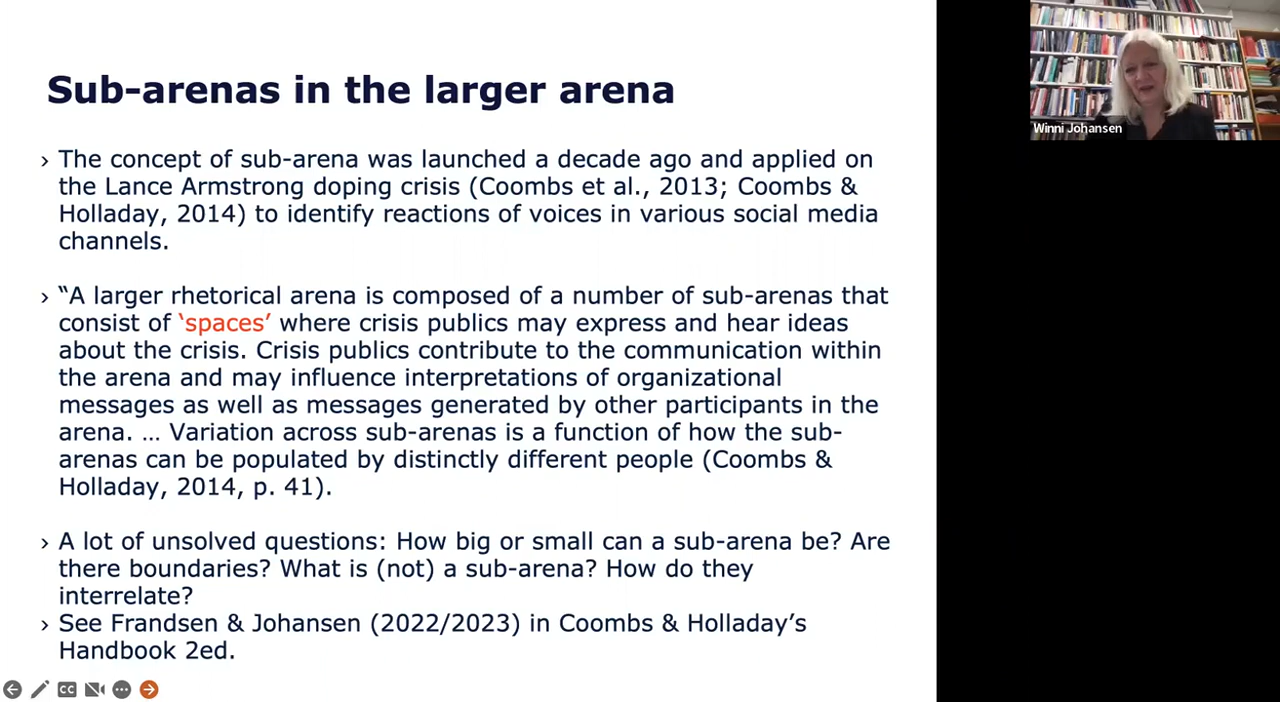 Sub-arenas in the larger arena
› The concept of sub-arena was launched a decade ago and applied on
the Lance Armstrong doping crisis (Coombs et al., 2013; Coombs &
Holladay, 2014) to identify reactions of voices in various social media
channels.
› “A larger rhetorical arena is composed of a number of sub-arenas that
consist of ‘spaces’ where crisis publics may express and hear ideas
about the crisis. Crisis publics contribute to the communication within
the arena and may influence interpretations of organizational
messages as well as messages generated by other participants in the
arena. … Variation across sub-arenas is a function of how the sub-
arenas can be populated by distinctly different people (Coombs &
Holladay, 2014, p. 41).
› A lot of unsolved questions: How big or small can a sub-arena be? Are
there boundaries? What is (not) a sub-arena? How do they
interrelate?
› See Frandsen & Johansen (2022/2023) in Coombs & Holladay’s
Handbook 2ed.
CC
Winni Johansen